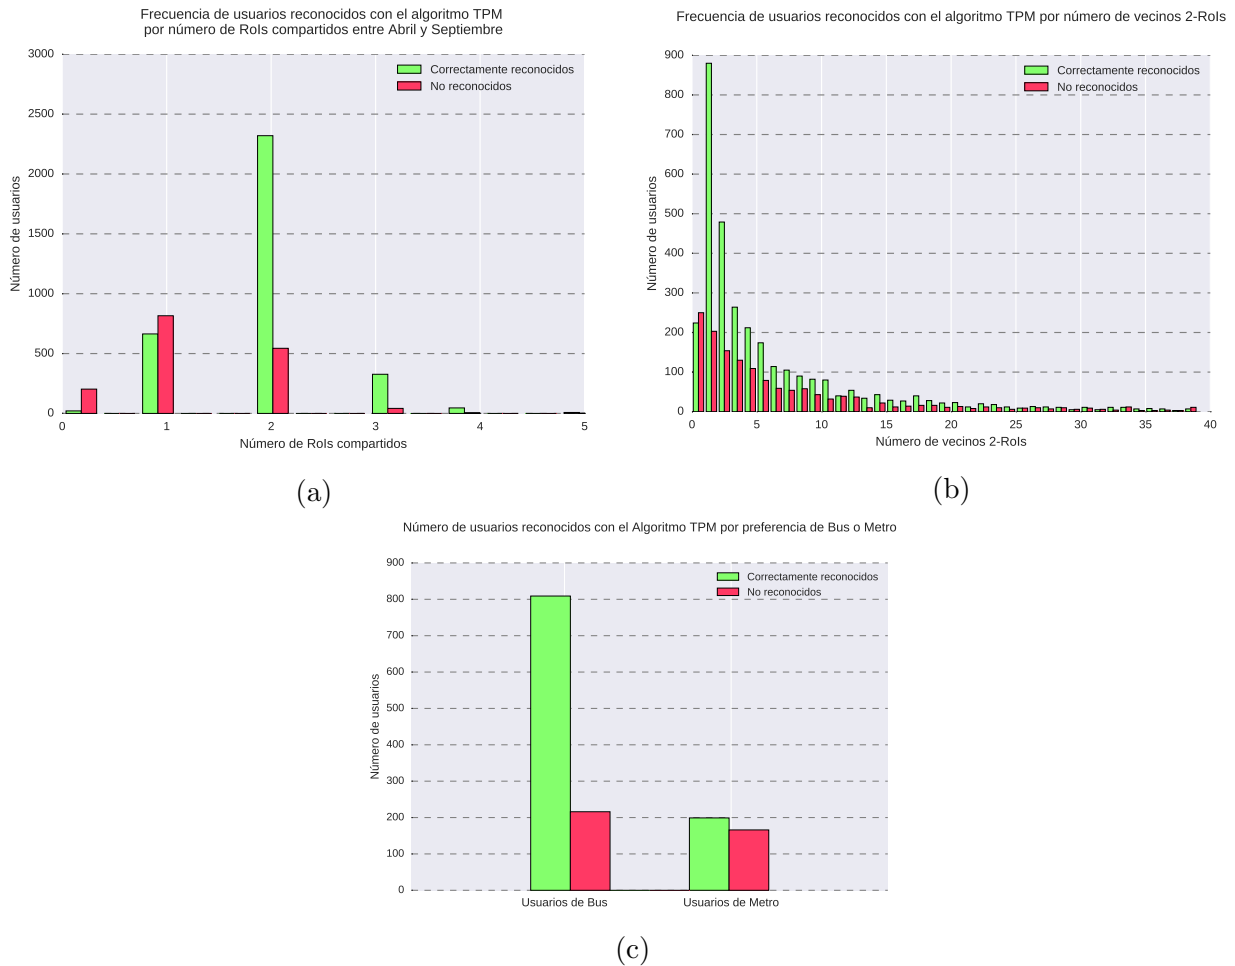 Frecuencia de usuarios reconocidos con el algoritmo TPM
por número de RoIs compartidos entre Abril y Septiembre
3000
2500
2000
1500
1000
500
0
Número de usuarios
Correctamente reconocidos
No reconocidos
0 1 2 3 4 5
Número de RoIs compartidos
(a)
Frecuencia de usuarios reconocidos con el algoritmo TPM por número de vecinos 2-RoIs
900
800
700
600
500
400
300
200
100
0
Número de usuarios
Correctamente reconocidos
No reconocidos
0 5 10 15 20 25 30 35 40
Número de vecinos 2-RoIs
(b)
Número de usuarios reconocidos con el Algoritmo TPM por preferencia de Bus o Metro
900
800
700
600
500
400
300
200
100
0
Número de usuarios
Correctamente reconocidos
No reconocidos
Usuarios de Bus Usuarios de Metro
(c)